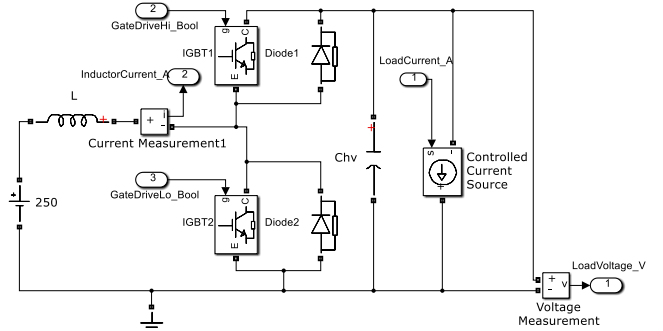 2
GateDriveHi_Bool
g
C
IGBT1
E
Diode1
LoadCurrent_A
1
InductorCurrent_A
2
L
+
+
-
i
Current Measurement1
+
Chv
s
-
+
Controlled
Current
Source
3
GateDriveLo_Bool
g
C
IGBT2
E
Diode2
+
250
LoadVoltage_V
+
-
v
1
Voltage
Measurement